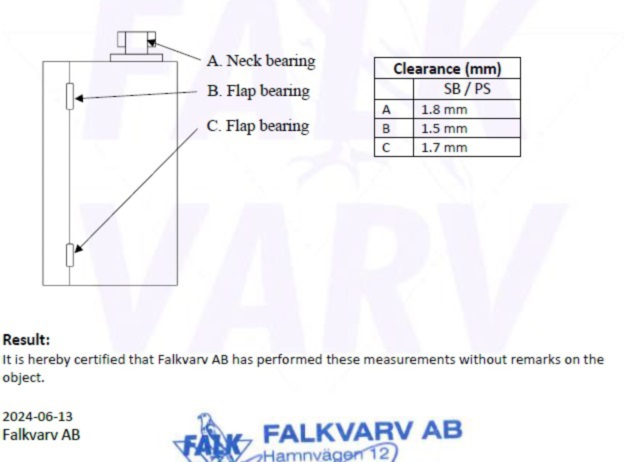 A. Neck bearing
B. Flap bearing
C. Flap bearing
Clearance (mm)
SB / PS
A 1.8 mm
B 1.5 mm
C 1.7 mm
FALK
VARV
Result:
It is hereby certified that Falkvarv AB has performed these measurements without remarks on the
object.
2024-06-13
Falkvarv AB
FALK
FALKVARV AB
Hamnvägen 12